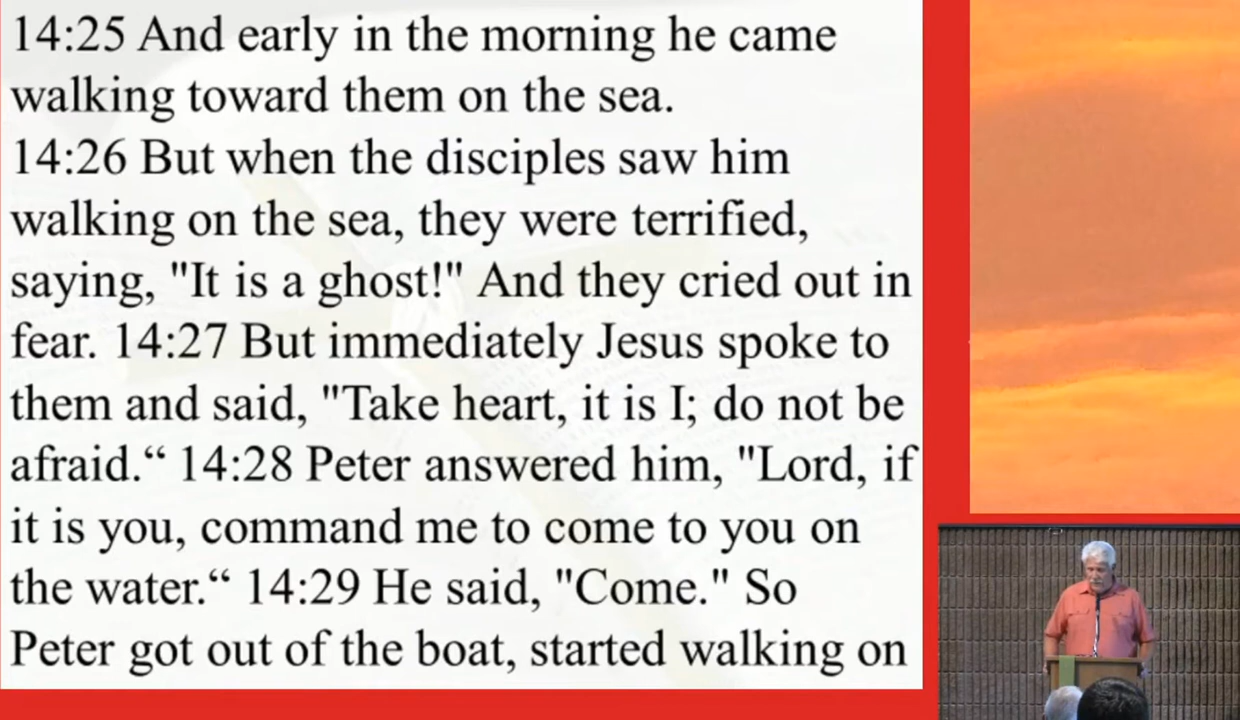 14:25 And early in the morning he came
walking toward them on the sea.
14:26 But when the disciples saw him
walking on the sea, they were terrified,
saying, "It is a ghost!" And they cried out in
fear. 14:27 But immediately Jesus spoke to
them and said, "Take heart, it is I; do not be
afraid.“ 14:28 Peter answered him, "Lord, if
it is you, command me to come to you on
the water.“ 14:29 He said, "Come." So
Peter got out of the boat, started walking on